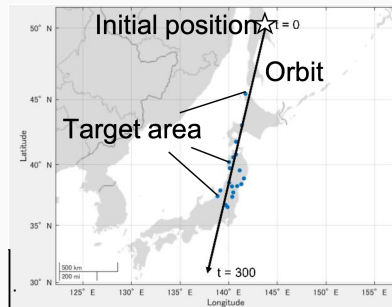 Initial position
t = 0
50° N
Orbit
45° N
Target area
Latitude
40° N
35° N
500 km
200 mi
t = 300
30° N
125° E
130° E
135° E
140° E
145° E
150° E
155° E
Longitude
.